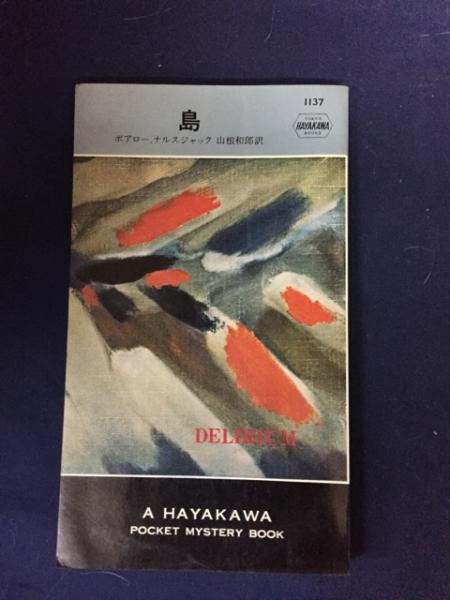 1137
島
HAYAKAWA
BOOKS
ボアロー、ナルスジャック 山根和郎訳
DELIRIUM
A HAYAKAWA
POCKET MYSTERY BOOK